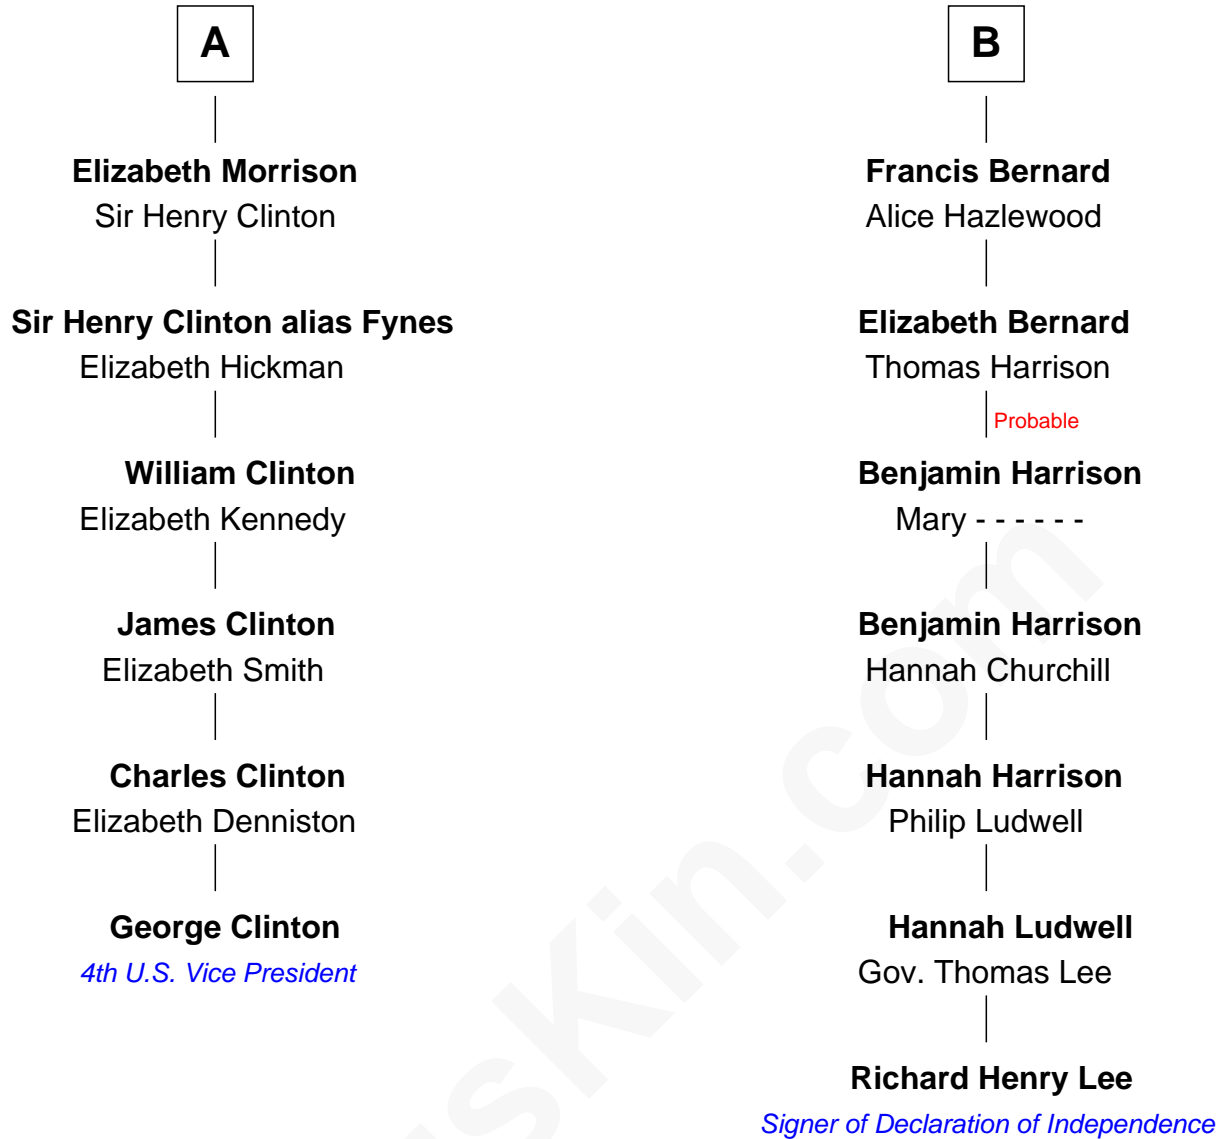 A
Elizabeth Morrison
Sir Henry Clinton
Sir Henry Clinton alias Fynes
Elizabeth Hickman
William Clinton
Elizabeth Kennedy
James Clinton
Elizabeth Smith
Charles Clinton
Elizabeth Denniston
George Clinton
4th U.S. Vice President
B
Francis Bernard
Alice Hazlewood
Elizabeth Bernard
Thomas Harrison
Probable
Benjamin Harrison
Mary - - - - - -
Benjamin Harrison
Hannah Churchill
Hannah Harrison
Philip Ludwell
Hannah Ludwell
Gov. Thomas Lee
Richard Henry Lee
Signer of Declaration of Independence